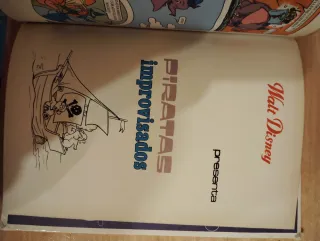 Walt Disney
presenta
PIRATAS
improvisados